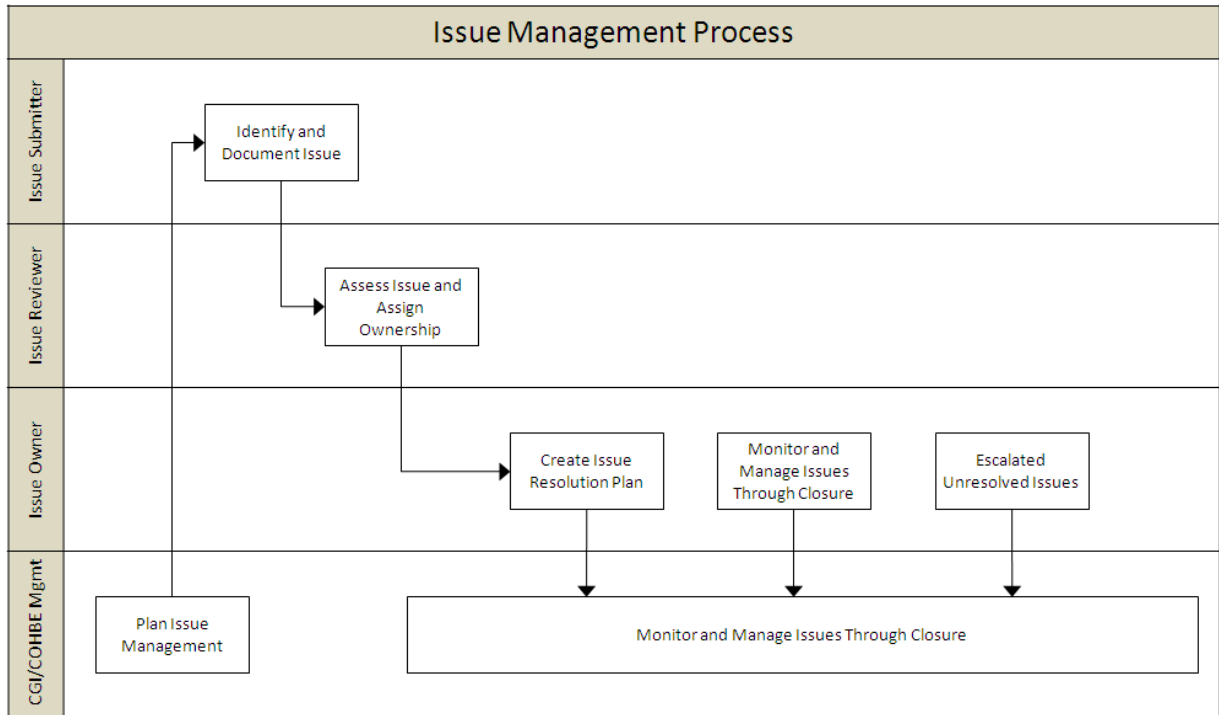 Issue Management Process
Issue Submitter
Identify and
Document Issue
Issue Reviewer
Assess Issue and
Assign
Ownership
Issue Owner
Create Issue
Resolution Plan
Monitor and
Manage Issues
Through Closure
Escalated
Unresolved Issues
CGI/COHBE Mgmt
Plan Issue
Management
Monitor and Manage Issues Through Closure